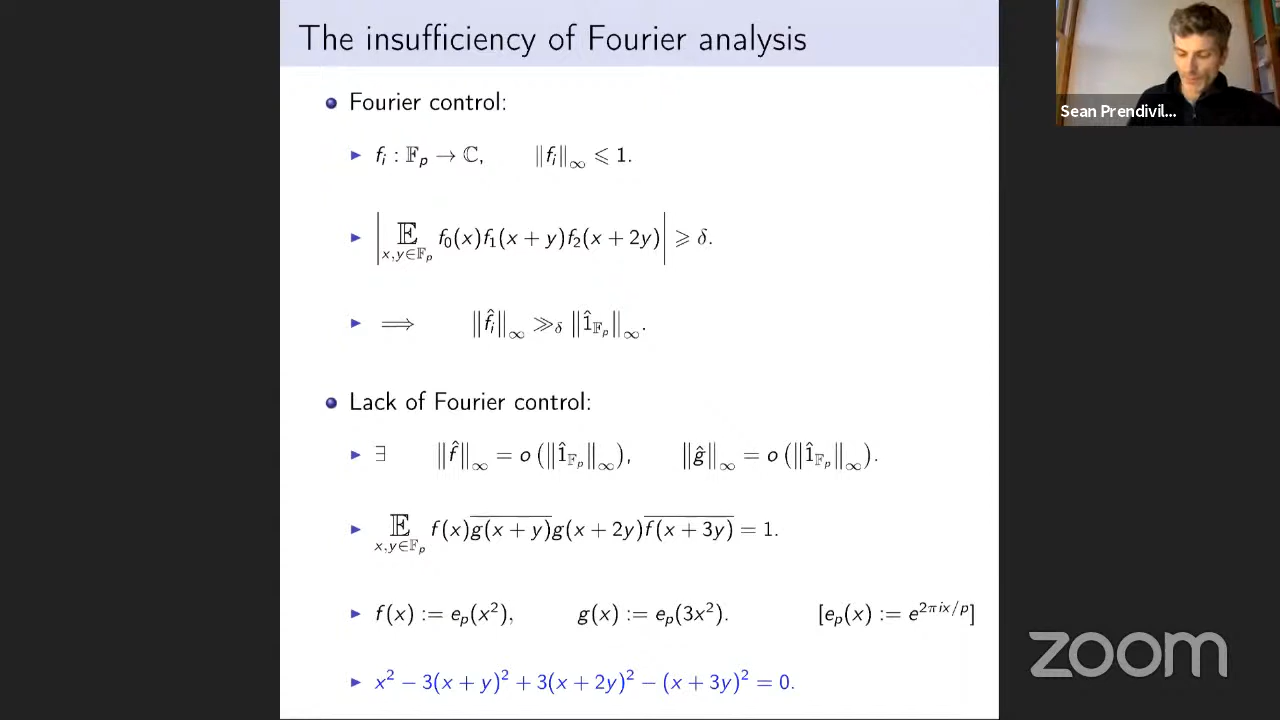 The insufficiency of Fourier analysis
Sean Prendivil...
Fourier control:
f_i : 𝔽_p → ℂ, ‖f_i‖_∞ ⩽ 1.
|𝔼_{x,y∈𝔽_p} f_0(x)f_1(x + y)f_2(x + 2y)| ⩾ δ.
⟹ ‖f̂_i‖_∞ ≫_δ ‖1̂_{𝔽_p}‖_∞.
Lack of Fourier control:
∃ ‖f̂‖_∞ = o(‖1̂_{𝔽_p}‖_∞), ‖ĝ‖_∞ = o(‖1̂_{𝔽_p}‖_∞).
𝔼_{x,y∈𝔽_p} f(x)\overline{g(x + y)}g(x + 2y)\overline{f(x + 3y)} = 1.
f(x) := e_p(x²), g(x) := e_p(3x²). [e_p(x) := e^{2πix/p}]
x² − 3(x + y)² + 3(x + 2y)² − (x + 3y)² = 0.
zoom